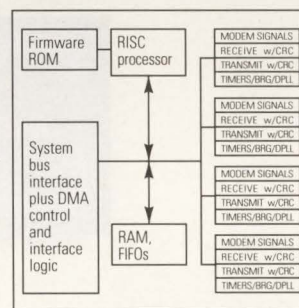 Firmware
ROM
RISC
processor
System
bus
interface
plus DMA
control
and
interface
logic
RAM,
FIFOs
MODEM SIGNALS
RECEIVE w/CRC
TRANSMIT w/CRC
TIMERS/BRG/DPLL
MODEM SIGNALS
RECEIVE w/CRC
TRANSMIT w/CRC
TIMERS/BRG/DPLL
MODEM SIGNALS
RECEIVE w/CRC
TRANSMIT w/CRC
TIMERS/BRG/DPLL
MODEM SIGNALS
RECEIVE w/CRC
TRANSMIT w/CRC
TIMERS/BRG/DPLL